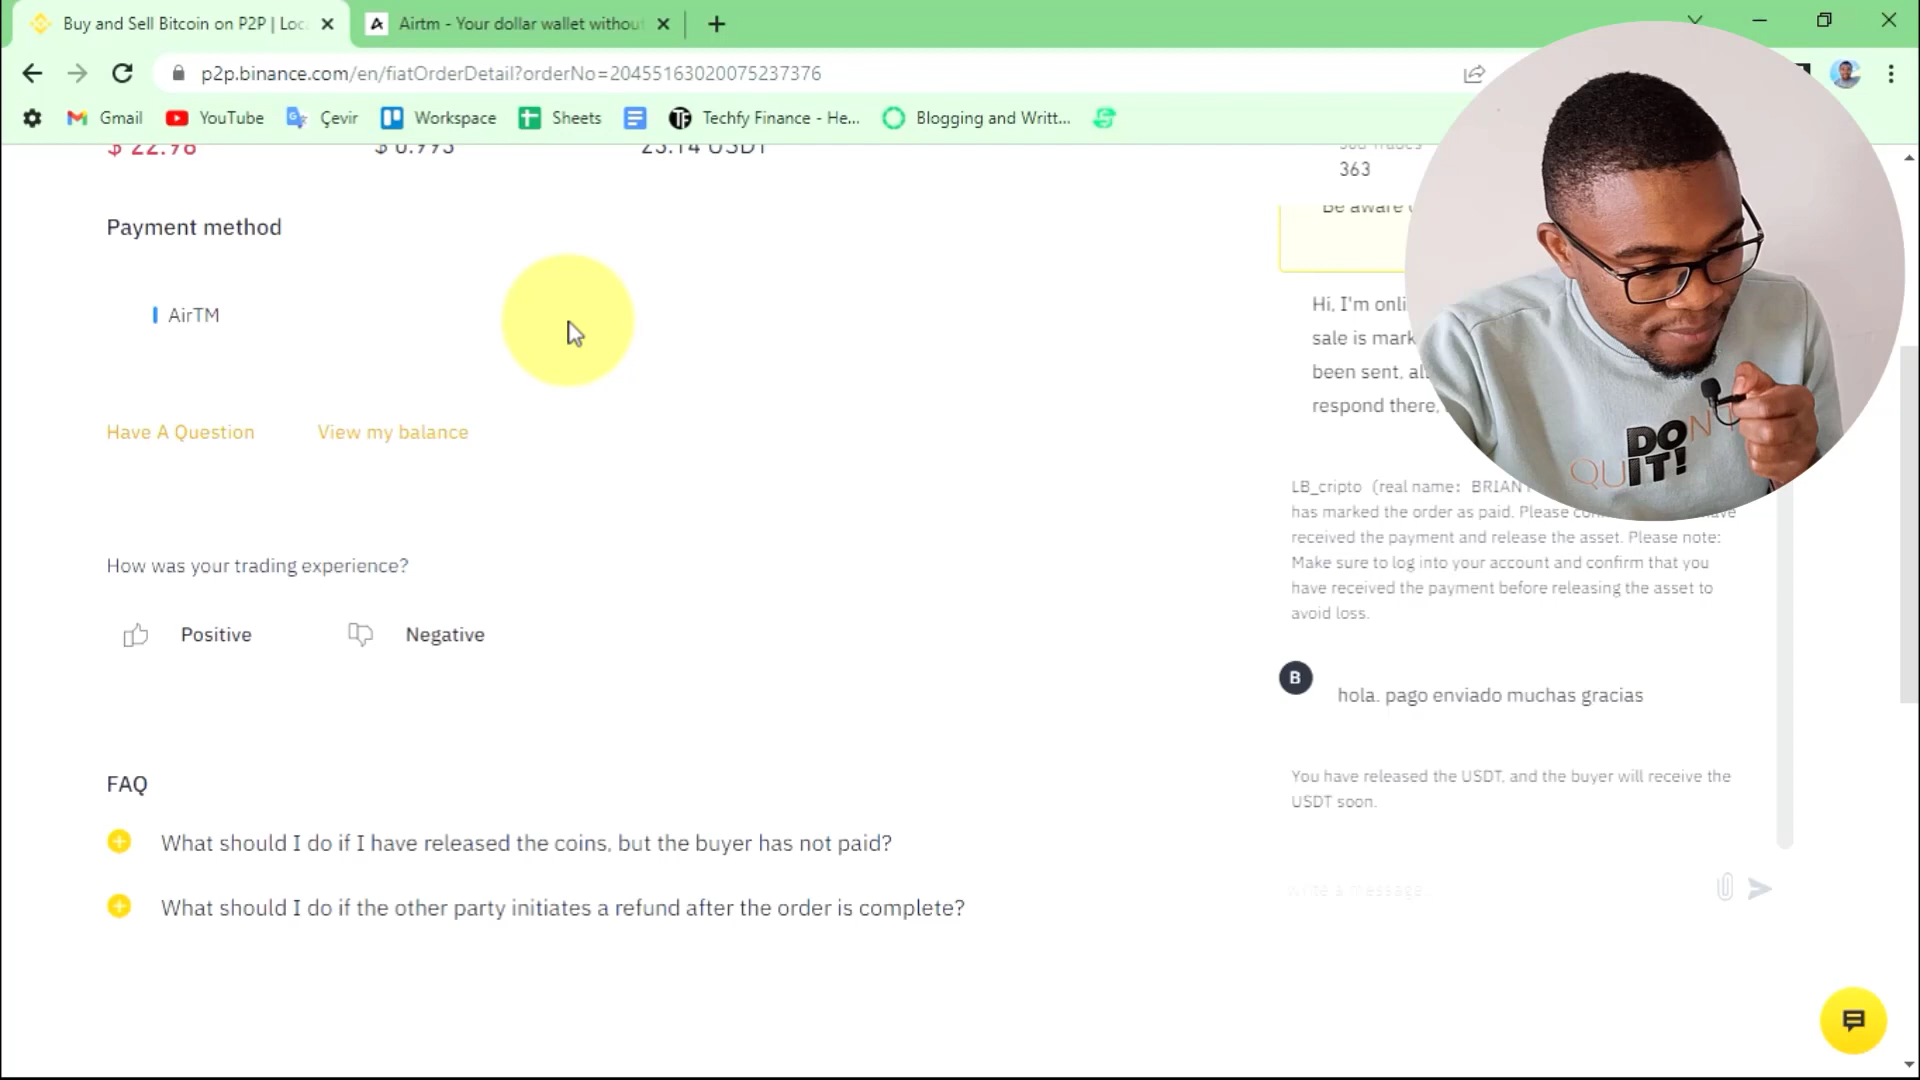 Buy and Sell Bitcoin on P2P | Loc
Airtm - Your dollar wallet withou
p2p.binance.com/en/fiatOrderDetail?orderNo=20455163020075237376
Gmail
YouTube
Çevir
Workspace
Sheets
Techfy Finance - He...
Blogging and Writt...
$ 22.98
$ 0.993
23.14 USDT
Payment method
AirTM
Have A Question
View my balance
How was your trading experience?
Positive
Negative
FAQ
What should I do if I have released the coins, but the buyer has not paid?
What should I do if the other party initiates a refund after the order is complete?
Trades
363
Be aware
Hi, I'm onli
sale is mark
been sent, al
respond there,
LB_cripto (real name: BRIAN
has marked the order as paid. Please con have
received the payment and release the asset. Please note:
Make sure to log into your account and confirm that you
have received the payment before releasing the asset to
avoid loss.
B
hola. pago enviado muchas gracias
You have released the USDT, and the buyer will receive the
USDT soon.
Write a message...
DON'T
QUIT!